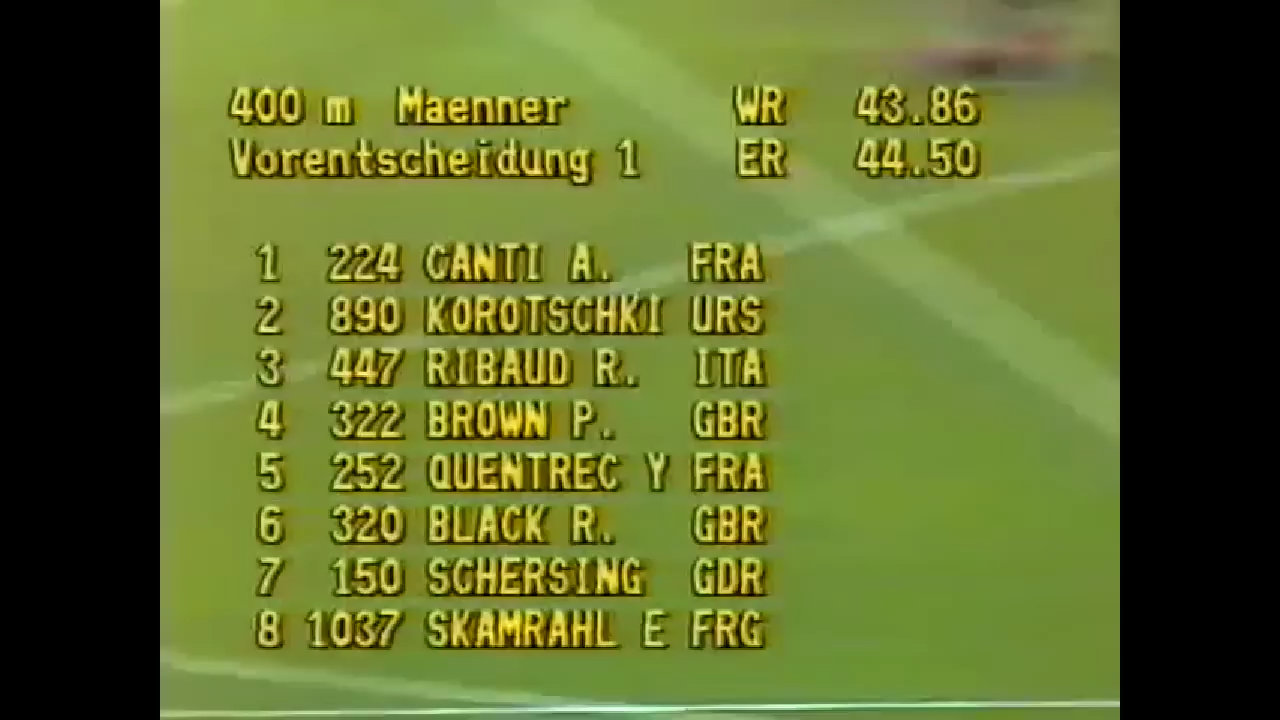 400 m Maenner WR 43.86
Vorentscheidung 1 ER 44.50
1 224 CANTI A. FRA
2 890 KOROTSCHKI URS
3 447 RIBAUD R. ITA
4 322 BROWN P. GBR
5 252 QUENTREC Y FRA
6 320 BLACK R. GBR
7 150 SCHERSING GDR
8 1037 SKAMRAHL E FRG